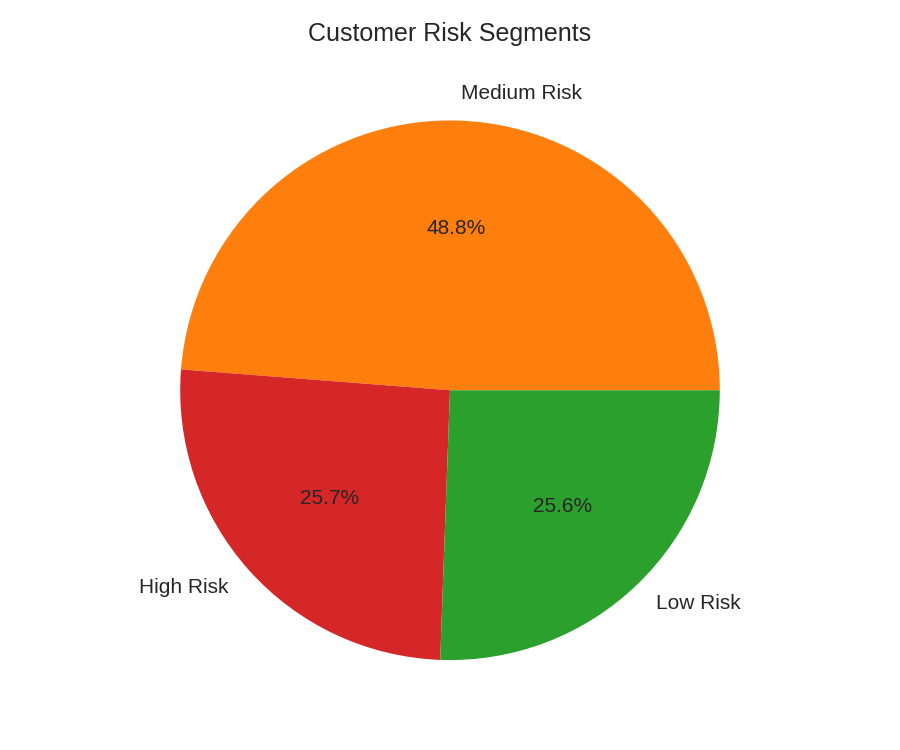 Customer Risk Segments
Medium Risk
48.8%
25.7%
25.6%
High Risk
Low Risk